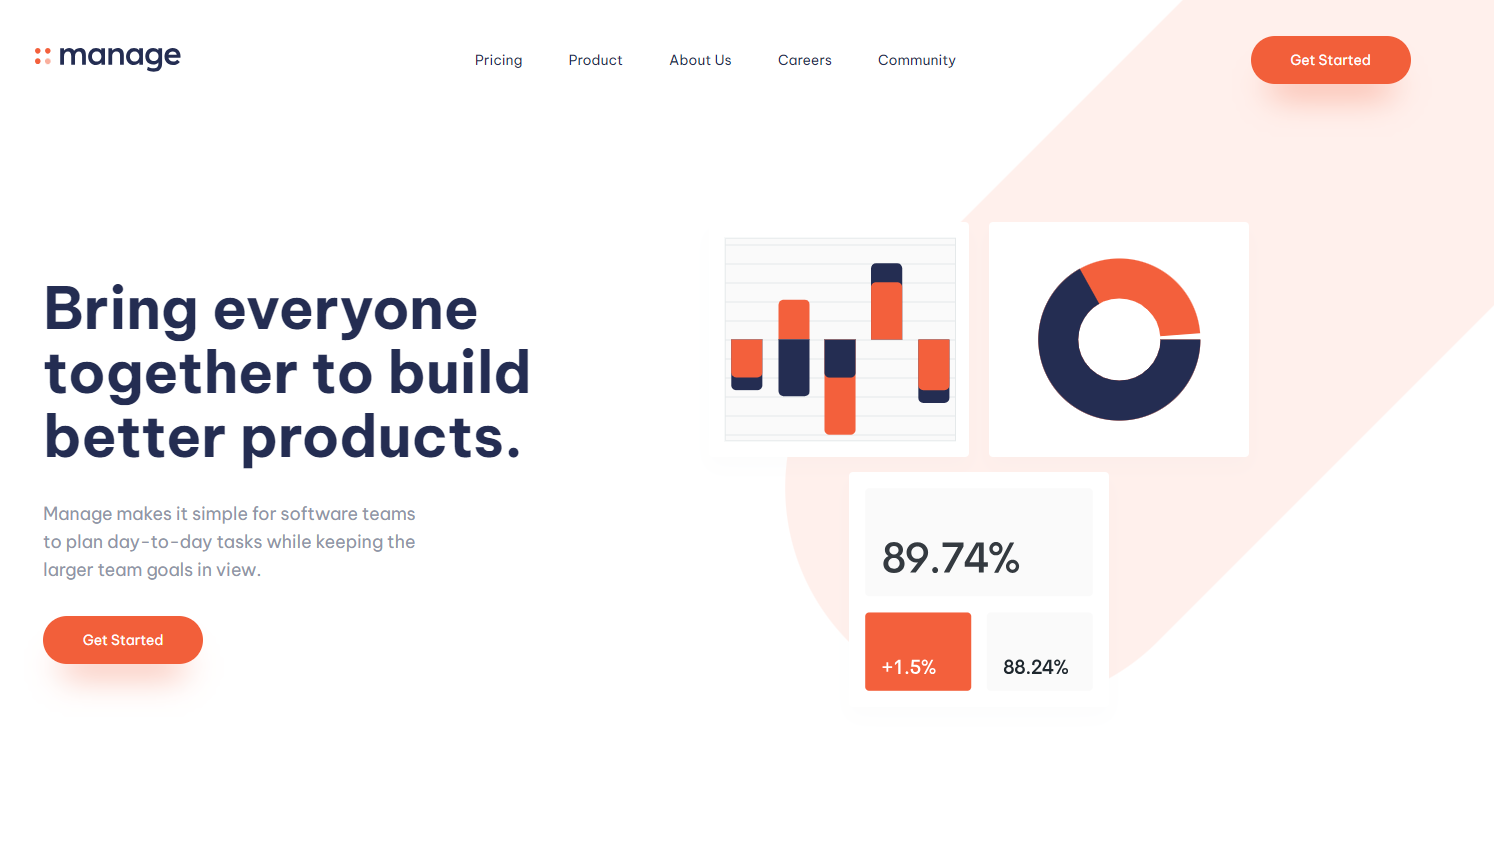 manage
Pricing
Product
About Us
Careers
Community
Get Started
Bring everyone
together to build
better products.
Manage makes it simple for software teams
to plan day-to-day tasks while keeping the
larger team goals in view.
Get Started
89.74%
+1.5%
88.24%